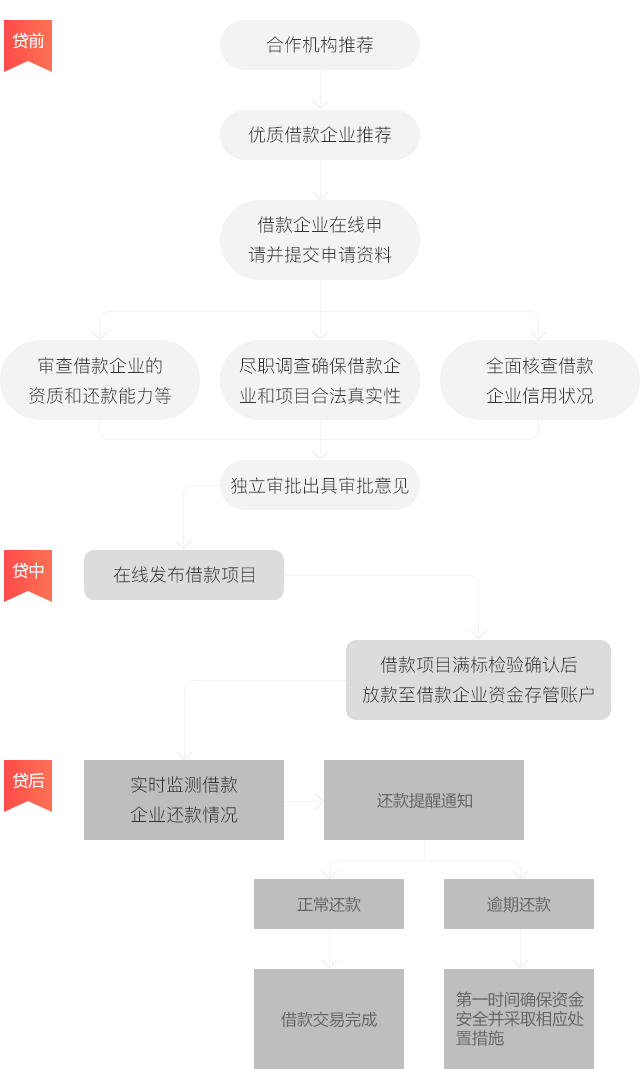 贷前
合作机构推荐
优质借款企业推荐
借款企业在线申
请并提交申请资料
审查借款企业的
资质和还款能力等
尽职调查确保借款企
业和项目合法真实性
全面核查借款
企业信用状况
独立审批出具审批意见
贷中
在线发布借款项目
借款项目满标检验确认后
放款至借款企业资金存管账户
贷后
实时监测借款
企业还款情况
还款提醒通知
正常还款
逾期还款
借款交易完成
第一时间确保资金
安全并采取相应处
置措施